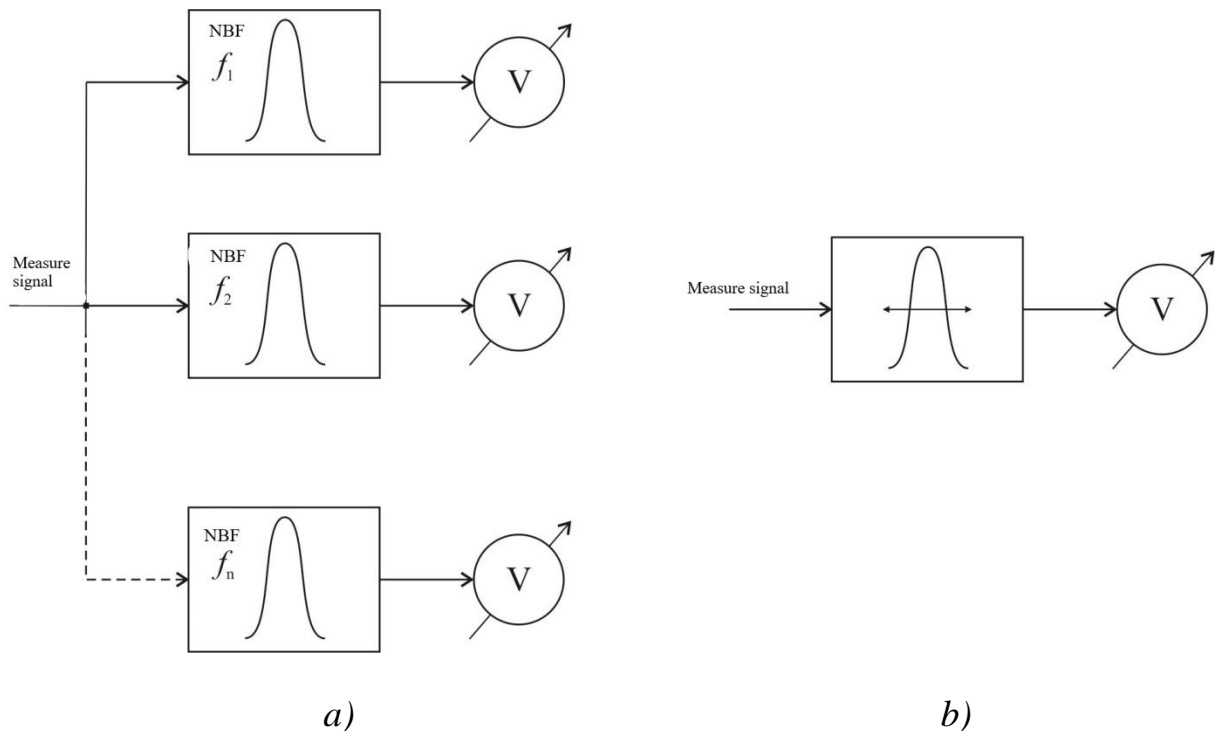 NBF
f1
V
Measure
signal
NBF
f2
V
NBF
fn
V
a)
Measure signal
V
b)